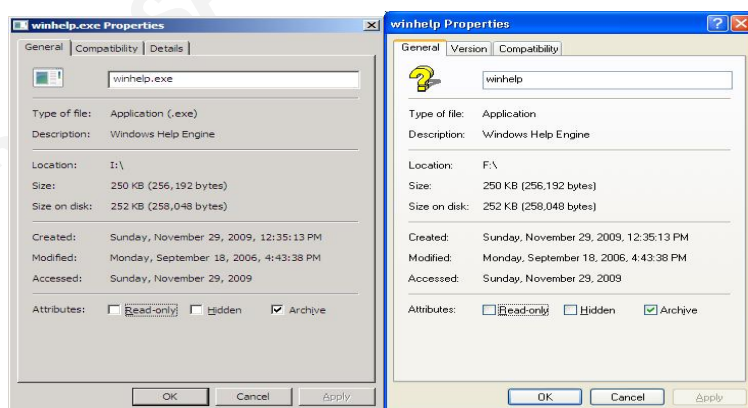 winhelp.exe Properties
General Compatibility Details
winhelp.exe
Type of file: Application (.exe)
Description: Windows Help Engine
Location: I:\
Size: 250 KB (256,192 bytes)
Size on disk: 252 KB (258,048 bytes)
Created: Sunday, November 29, 2009, 12:35:13 PM
Modified: Monday, September 18, 2006, 4:43:38 PM
Accessed: Sunday, November 29, 2009
Attributes: Read-only Hidden Archive
OK Cancel Apply
winhelp Properties
General Version Compatibility
winhelp
Type of file: Application
Description: Windows Help Engine
Location: F:\
Size: 250 KB (256,192 bytes)
Size on disk: 252 KB (258,048 bytes)
Created: Sunday, November 29, 2009, 12:35:13 PM
Modified: Monday, September 18, 2006, 4:43:38 PM
Accessed: Sunday, November 29, 2009
Attributes: Read-only Hidden Archive
OK Cancel Apply